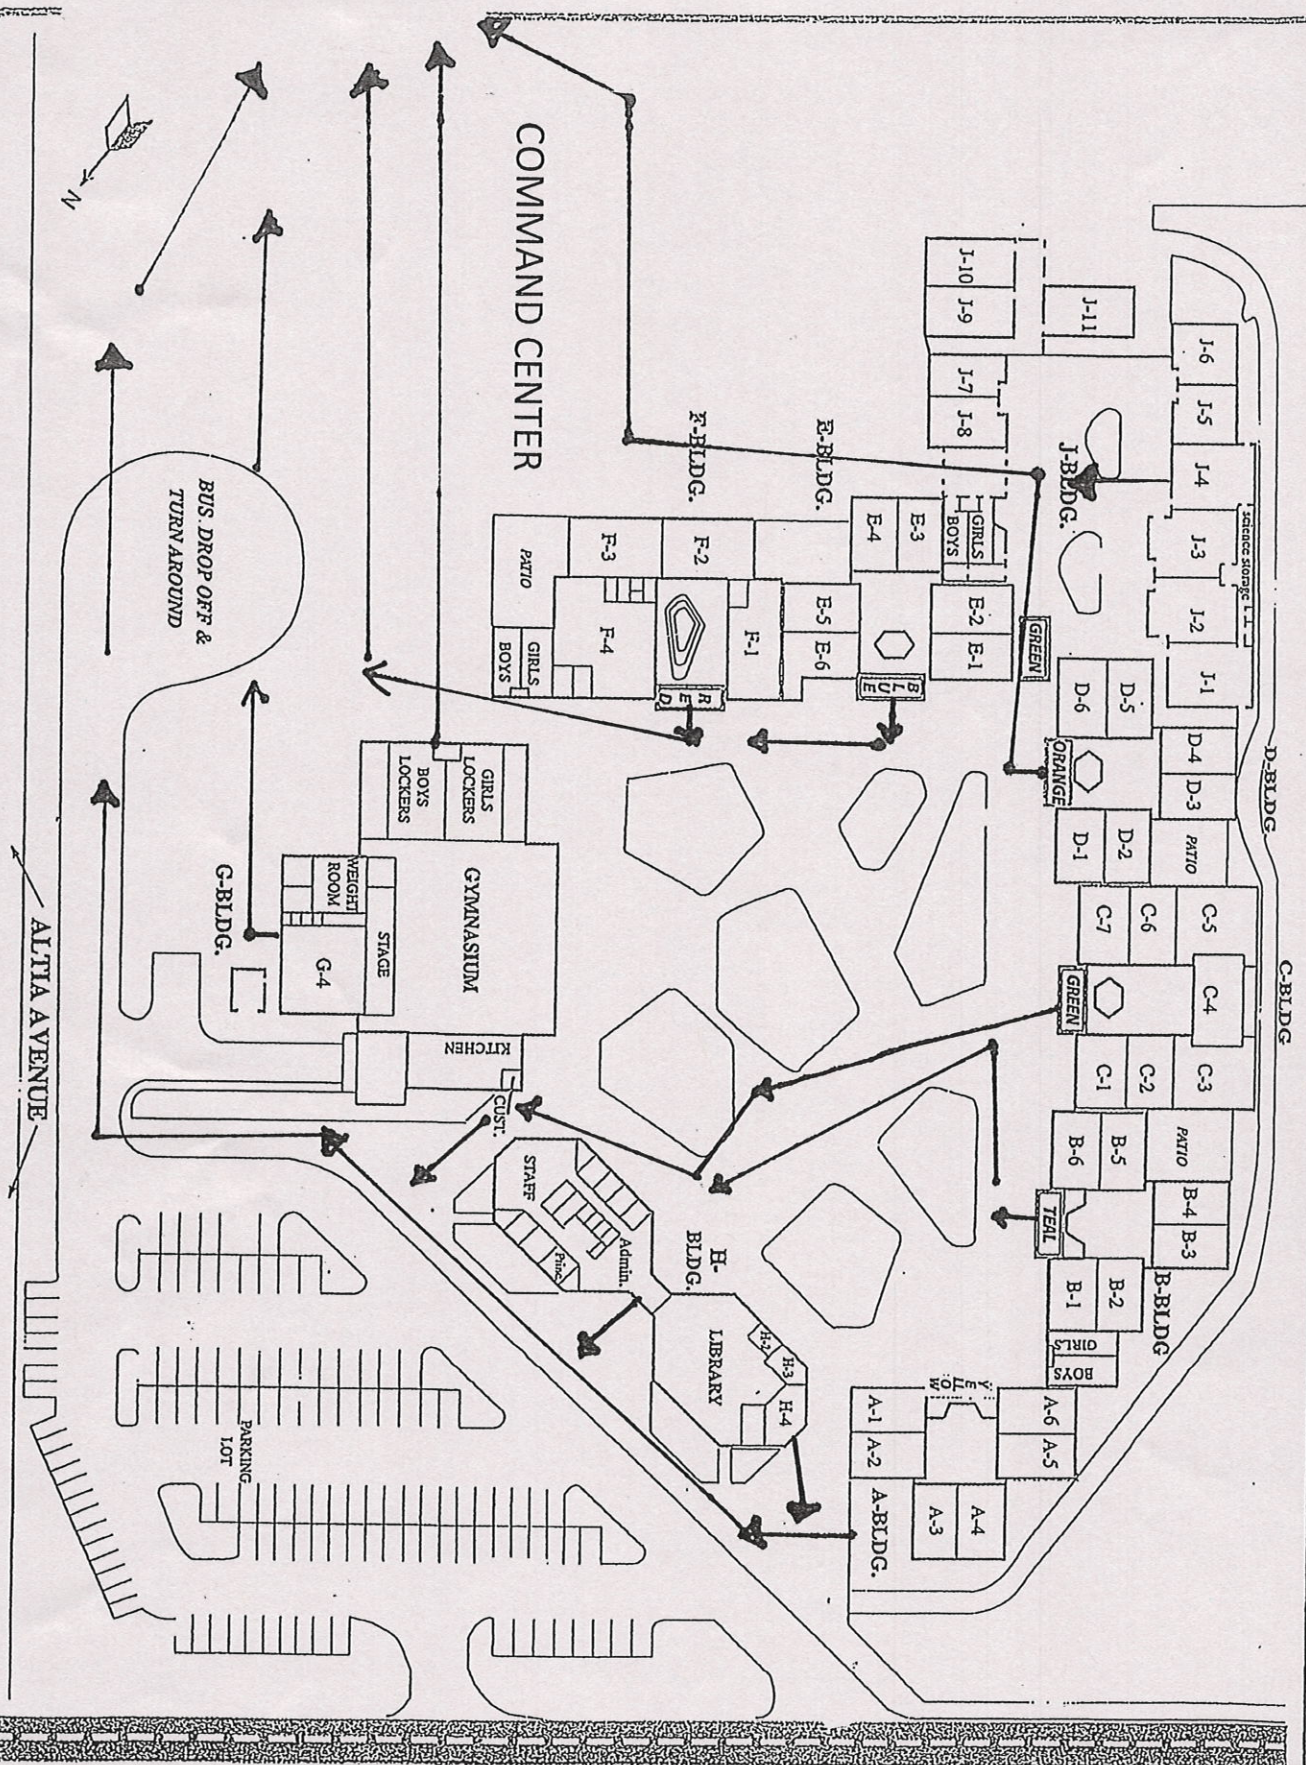 COMMAND CENTER
N
J-10
J-9
J-11
J-6
J-5
J-7
J-8
J-4
J-BLDG.
J-3
science storage
J-2
J-1
F-BLDG.
E-BLDG.
E-4
E-3
BOYS
GIRLS
E-2
E-1
E-5
E-6
GREEN
PATIO
F-3
F-2
F-4
F-1
BOYS
GIRLS
RED
BLUE
D-6
D-5
D-4
D-3
D-BLDG.
ORANGE
D-1
D-2
PATIO
BUS. DROP OFF &
TURN AROUND
GIRLS
LOCKERS
BOYS
LOCKERS
GYMNASIUM
WEIGHT
ROOM
STAGE
G-4
G-BLDG.
KITCHEN
CUST.
C-7
C-6
C-5
C-4
C-BLDG
GREEN
C-1
C-2
C-3
B-6
B-5
PATIO
B-4
B-3
TEAL
B-1
B-2
B-BLDG
GIRLS
BOYS
STAFF
Admin.
Princ.
H-
BLDG.
LIBRARY
H-2
H-3
H-4
YELLOW
A-1
A-2
A-6
A-5
A-4
A-3
A-BLDG.
PARKING
LOT
ALTIA AVENUE